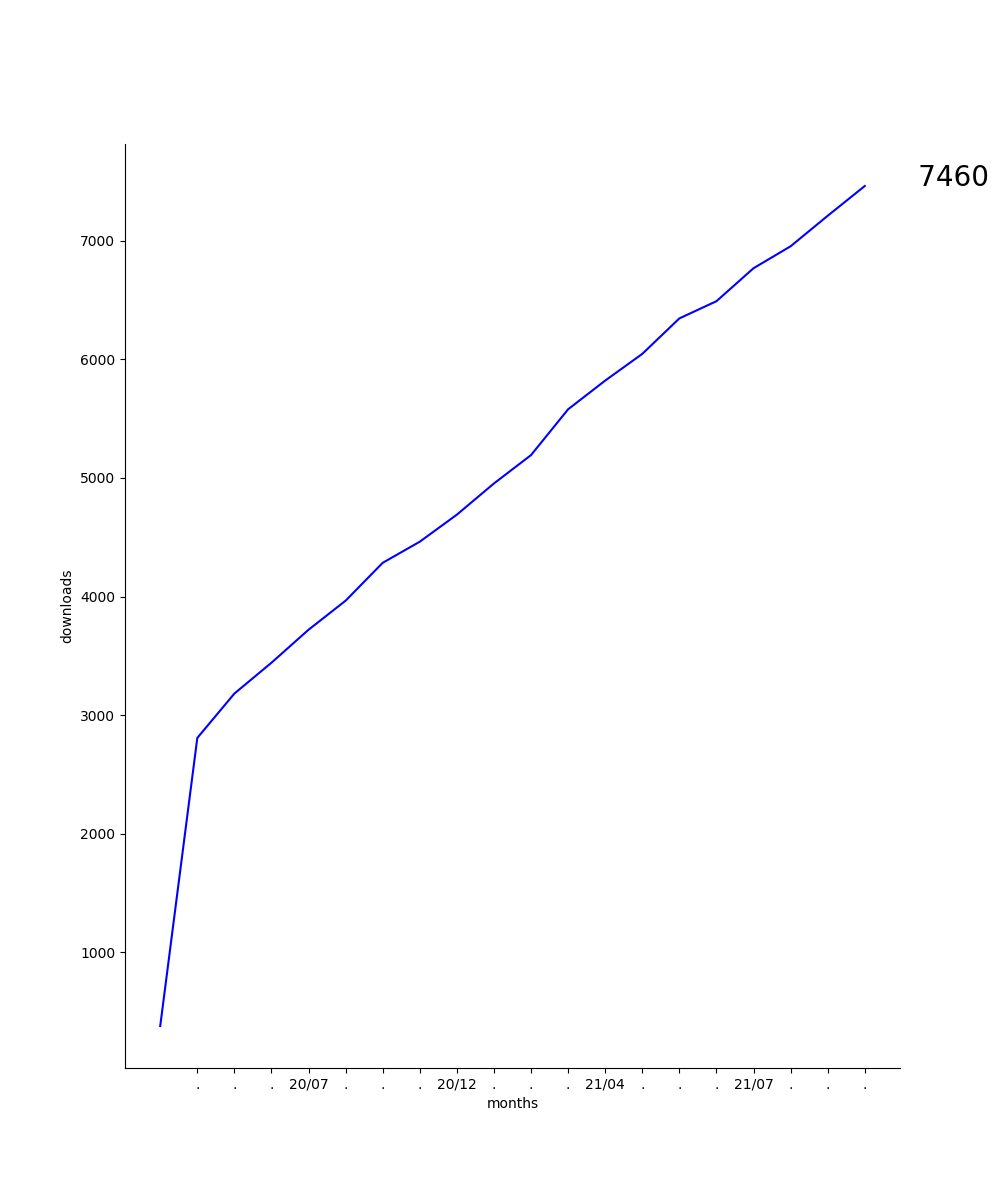 7460
7000
6000
5000
4000
3000
2000
1000
downloads
. . . 20/07 . . . 20/12 . . . 21/04 . . . 21/07 . . .
months